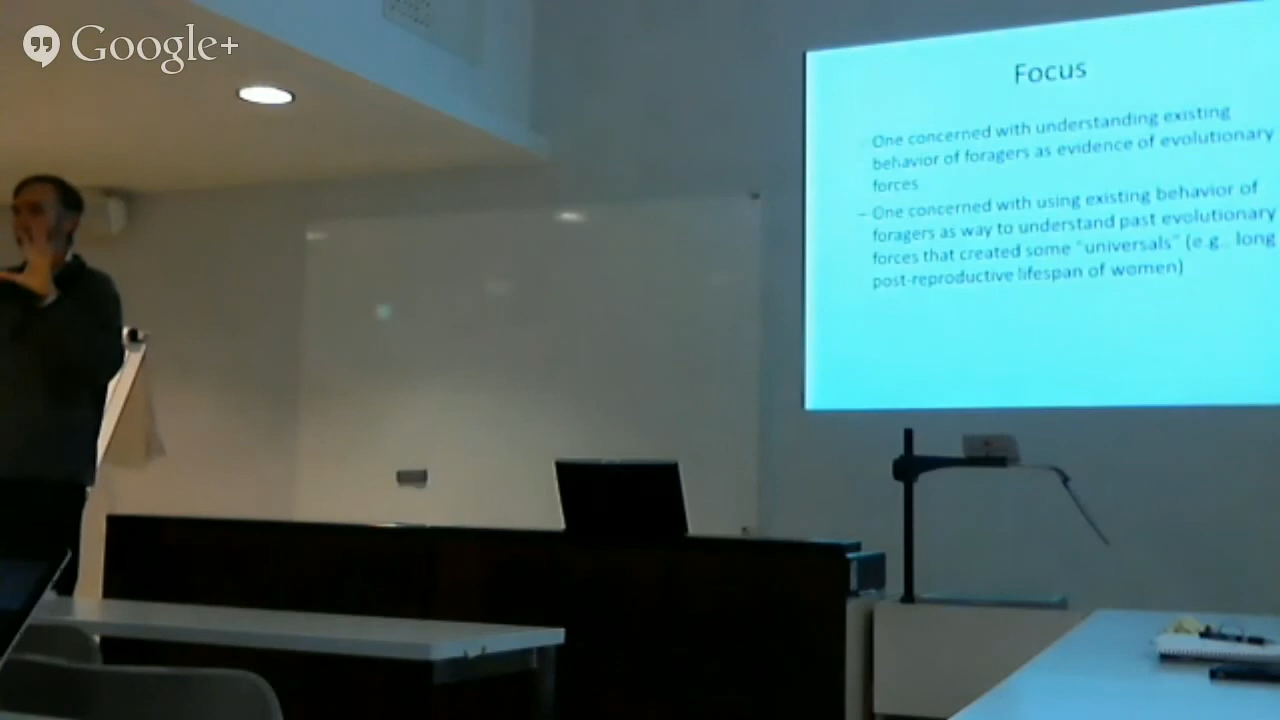 Google+
Focus
One concerned with understanding existing
behavior of foragers as evidence of evolutionary
forces
– One concerned with using existing behavior of
foragers as way to understand past evolutionary
forces that created some "universals" (e.g., long
post-reproductive lifespan of women)